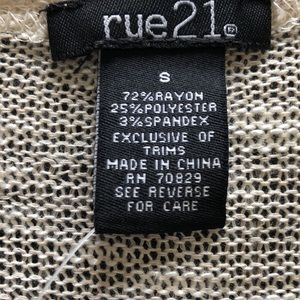 rue21
S
72%RAYON
25%POLYESTER
3%SPANDEX
EXCLUSIVE OF
TRIMS
MADE IN CHINA
RN 70829
SEE REVERSE
FOR CARE